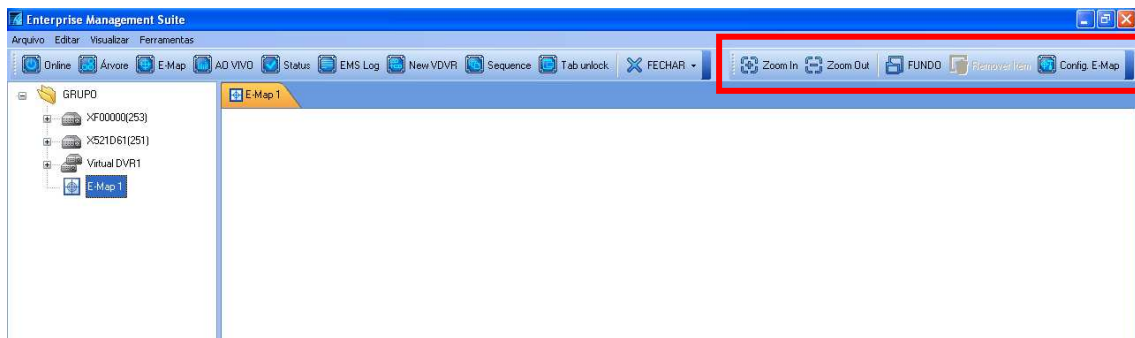 Enterprise Management Suite
Arquivo Editar Visualizar Ferramentas
Online Árvore E-Map AO VIVO Status EMS Log New VDVR Sequence Tab unlock FECHAR Zoom In Zoom Out FUNDO Remover Item Config. E-Map
GRUPO
E-Map 1
XF00000(253)
X521D61(251)
Virtual DVR1
E-Map 1